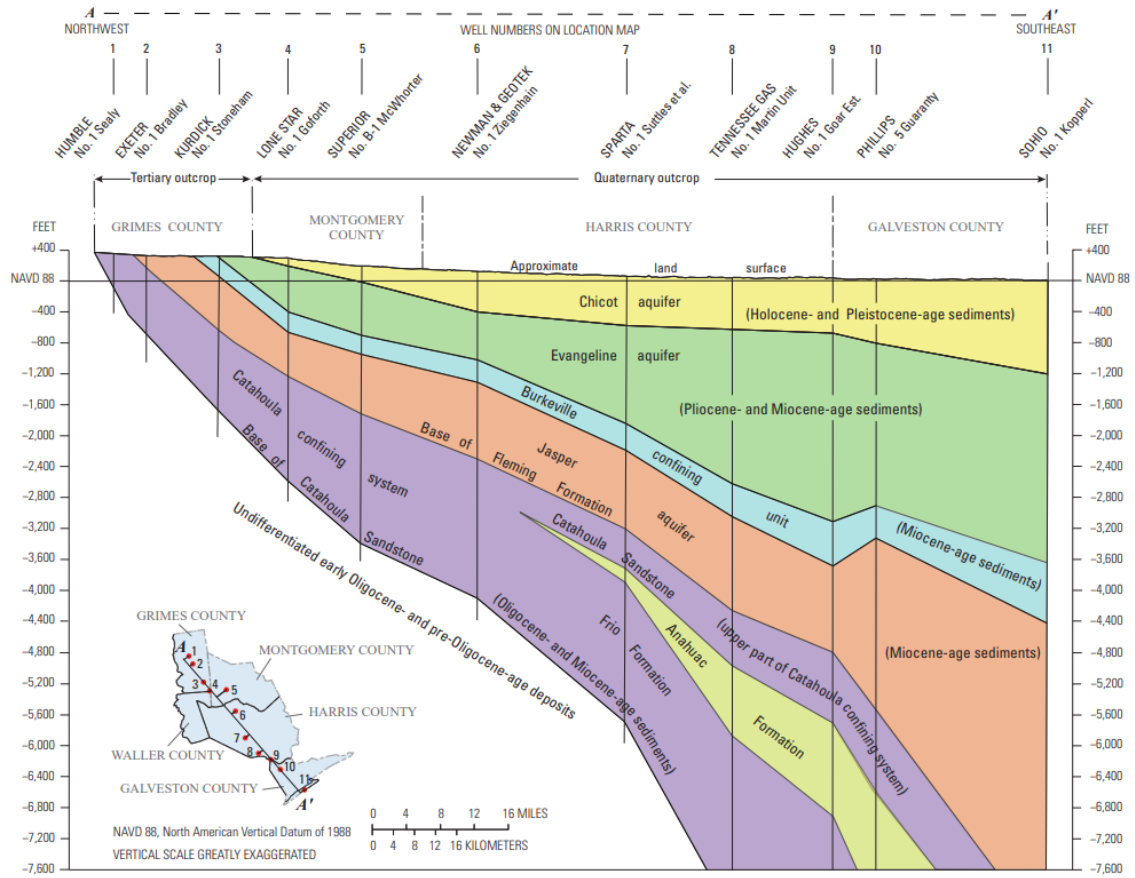 A A'
NORTHWEST WELL NUMBERS ON LOCATION MAP SOUTHEAST
1 2 3 4 5 6 7 8 9 10 11
HUMBLE
No. 1 Sealy
EXETER
No. 1 Bradley
KURDICK
No. 1 Stoneham
LONE STAR
No. 1 Goforth
SUPERIOR
No. B-1 McWhorter
NEWMAN & GEOTEK
No. 1 Ziegenhain
SPARTA
No. 1 Suttles et al.
TENNESSEE GAS
No. 1 Martin Unit
HUGHES
No. 1 Goar Est.
PHILLIPS
No. 5 Guaranty
SOHIO
No. 1 Kopperl
Tertiary outcrop Quaternary outcrop
GRIMES COUNTY
MONTGOMERY
COUNTY
HARRIS COUNTY
GALVESTON COUNTY
FEET
+400
NAVD 88
–400
–800
–1,200
–1,600
–2,000
–2,400
–2,800
–3,200
–3,600
–4,000
–4,400
–4,800
–5,200
–5,600
–6,000
–6,400
–6,800
–7,200
–7,600
FEET
+400
NAVD 88
–400
–800
–1,200
–1,600
–2,000
–2,400
–2,800
–3,200
–3,600
–4,000
–4,400
–4,800
–5,200
–5,600
–6,000
–6,400
–6,800
–7,200
–7,600
Approximate land surface
Chicot aquifer
(Holocene- and Pleistocene-age sediments)
Evangeline aquifer
(Pliocene- and Miocene-age sediments)
Burkeville confining unit
(Miocene-age sediments)
Jasper aquifer
(Miocene-age sediments)
Base of Fleming Formation
Catahoula confining system
Base of Catahoula Sandstone
Catahoula Sandstone
(upper part of Catahoula confining system)
Anahuac Formation
Frio Formation
(Oligocene- and Miocene-age sediments)
Undifferentiated early Oligocene- and pre-Oligocene-age deposits
GRIMES COUNTY
A 1
2
MONTGOMERY COUNTY
3 4 5
6
HARRIS COUNTY
7
WALLER COUNTY
8 9
10
11
GALVESTON COUNTY
A'
0 4 8 12 16 MILES
0 4 8 12 16 KILOMETERS
NAVD 88, North American Vertical Datum of 1988
VERTICAL SCALE GREATLY EXAGGERATED